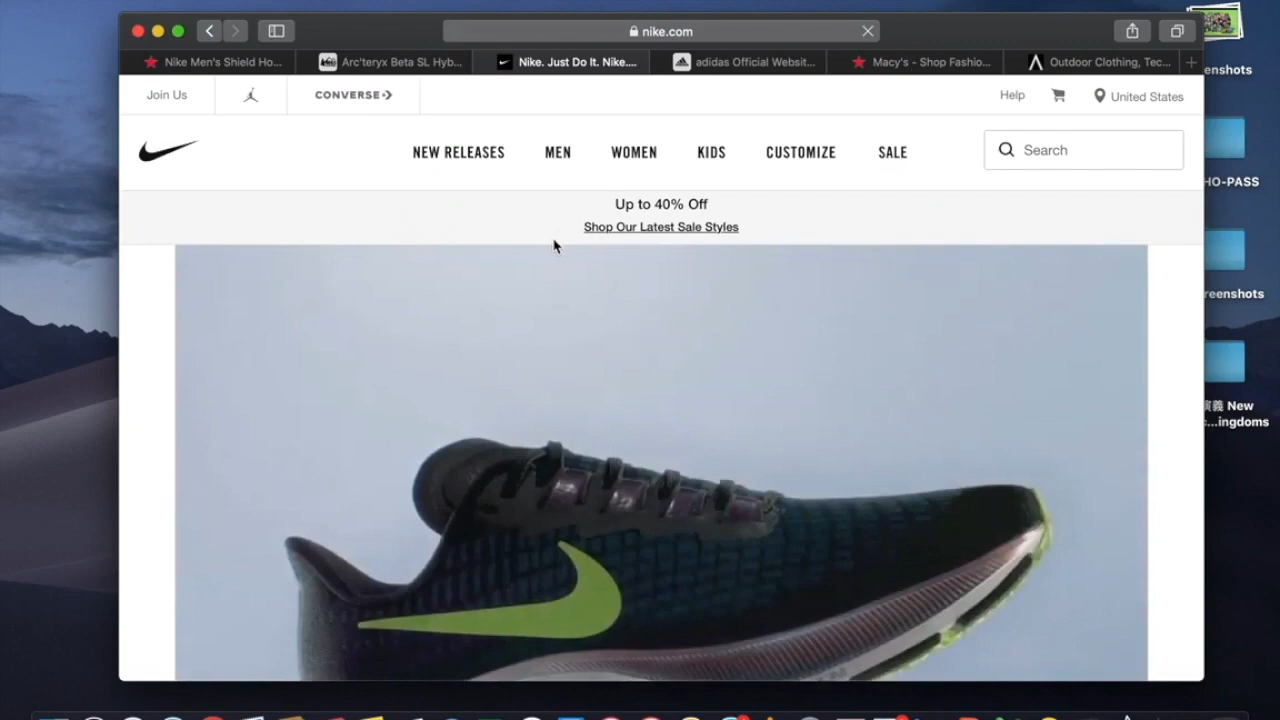 nike.com
Nike Men's Shield Ho...
Arc'teryx Beta SL Hyb...
Nike. Just Do It. Nike....
adidas Official Websit...
Macy's - Shop Fashio...
Outdoor Clothing, Tec...
Join Us
CONVERSE
Help
United States
NEW RELEASES
MEN
WOMEN
KIDS
CUSTOMIZE
SALE
Search
Up to 40% Off
Shop Our Latest Sale Styles
enshots
HO-PASS
reenshots
演義 New
...ingdoms